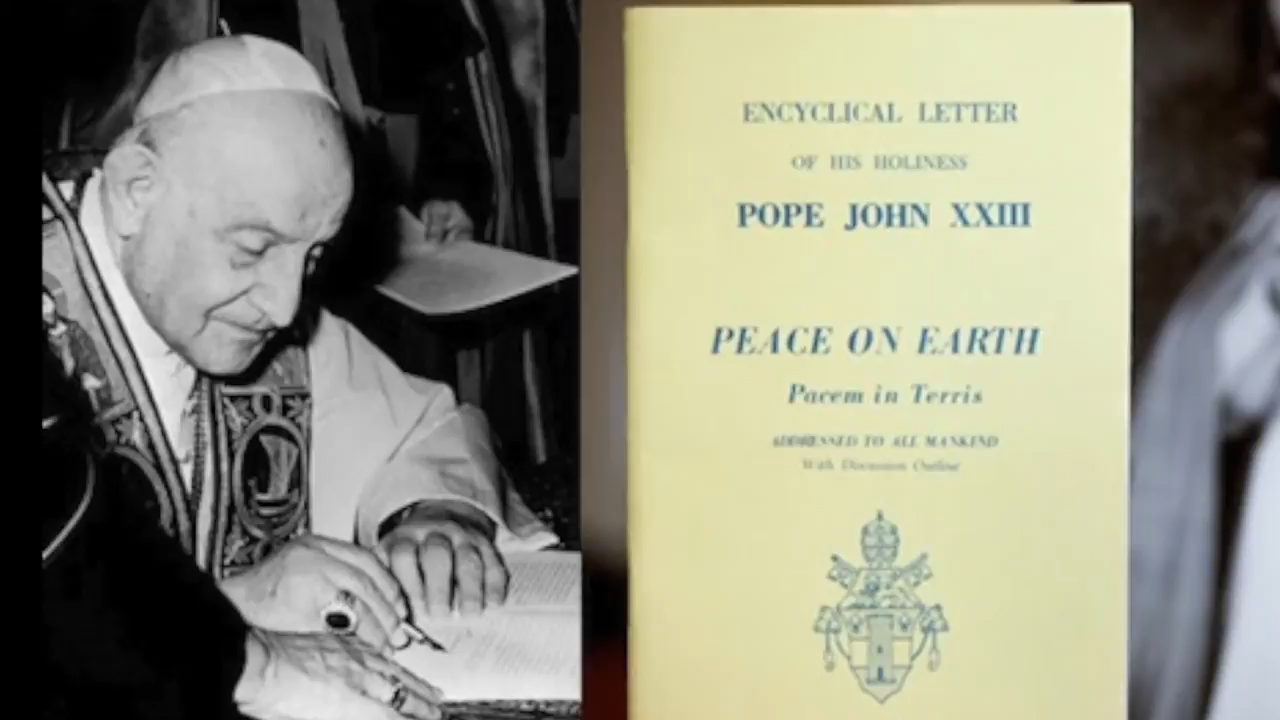 ENCYCLICAL LETTER
OF HIS HOLINESS
POPE JOHN XXIII
PEACE ON EARTH
Pacem in Terris
ADDRESSED TO ALL MANKIND
With Discussion Outline